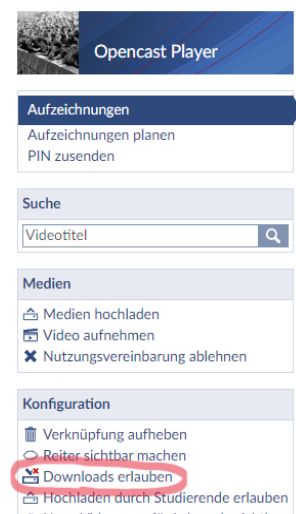 Opencast Player
Aufzeichnungen
Aufzeichnungen planen
PIN zusenden
Suche
Videotitel
Medien
Medien hochladen
Video aufnehmen
Nutzungsvereinbarung ablehnen
Konfiguration
Verknüpfung aufheben
Reiter sichtbar machen
Downloads erlauben
Hochladen durch Studierende erlauben